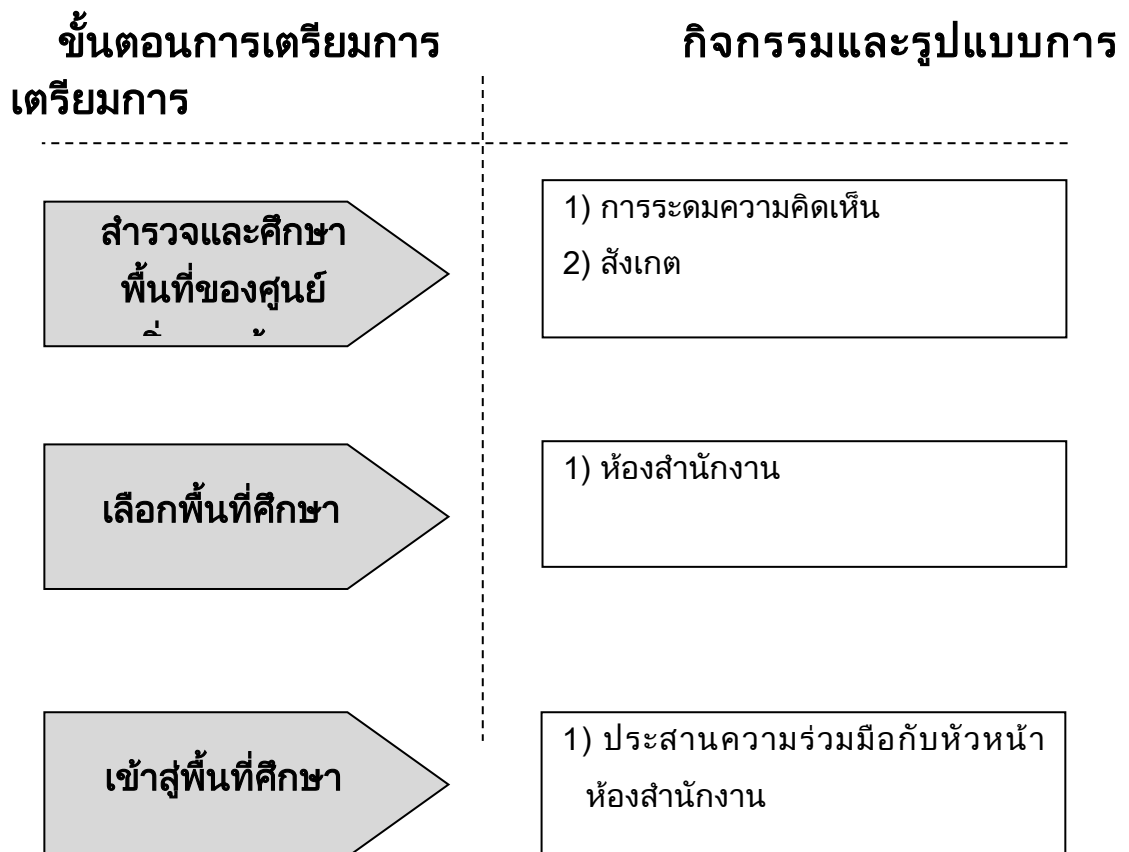 ขั้นตอนการเตรียมการ กิจกรรมและรูปแบบการ
เตรียมการ
สำรวจและศึกษา
พื้นที่ของศูนย์
1) การระดมความคิดเห็น
2) สังเกต
เลือกพื้นที่ศึกษา
1) ห้องสำนักงาน
เข้าสู่พื้นที่ศึกษา
1) ประสานความร่วมมือกับหัวหน้า
ห้องสำนักงาน